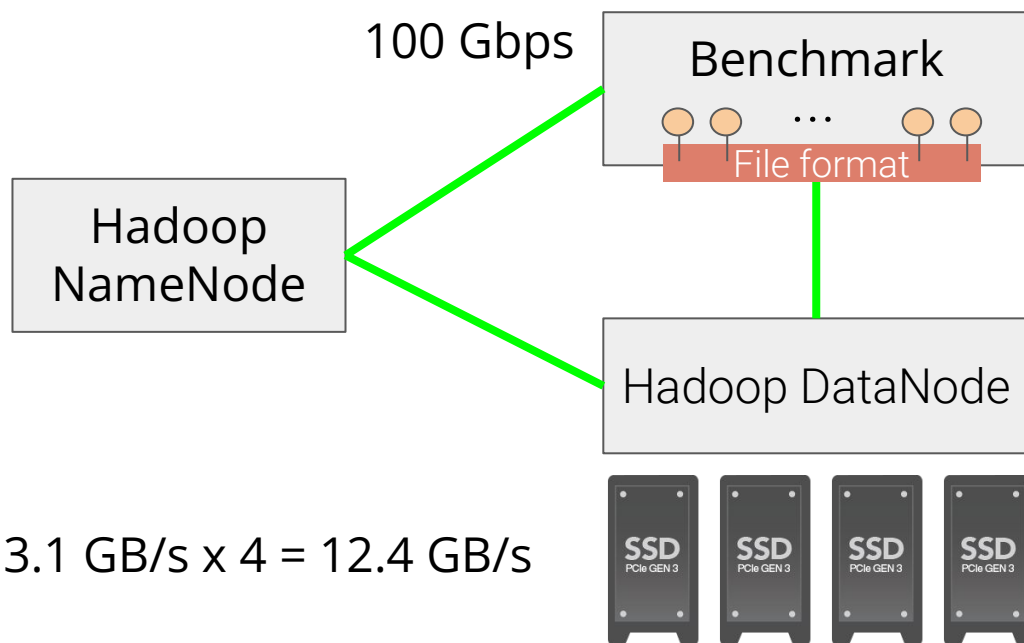 100 Gbps
Benchmark
...
File format
Hadoop
NameNode
Hadoop DataNode
3.1 GB/s x 4 = 12.4 GB/s
SSD
PCIe GEN 3
SSD
PCIe GEN 3
SSD
PCIe GEN 3
SSD
PCIe GEN 3